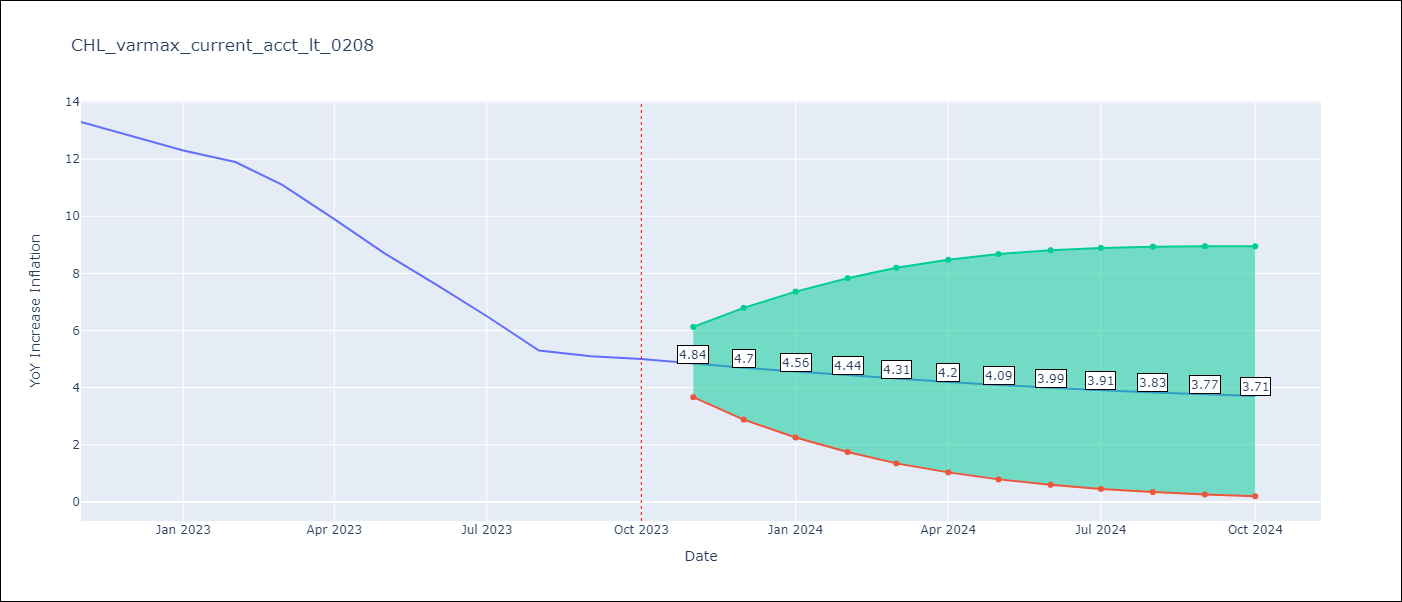 CHL_varmax_current_acct_lt_0208
YoY Increase Inflation
14
12
10
8
6
4
2
0
4.84
4.7
4.56
4.44
4.31
4.2
4.09
3.99
3.91
3.83
3.77
3.71
Jan 2023
Apr 2023
Jul 2023
Oct 2023
Jan 2024
Apr 2024
Jul 2024
Oct 2024
Date